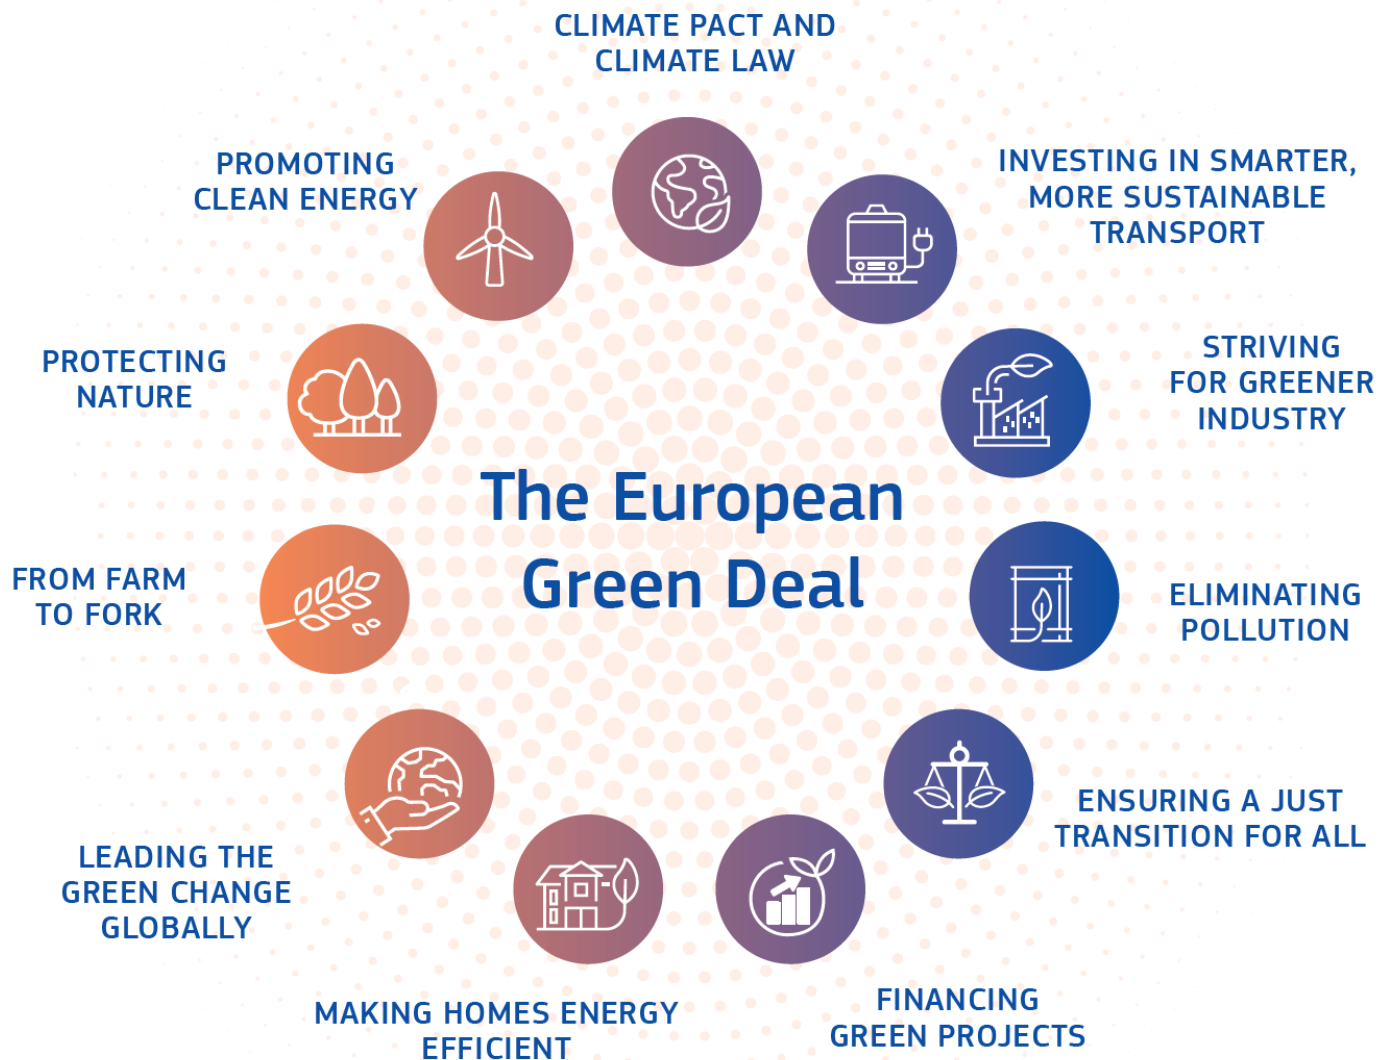 CLIMATE PACT AND
CLIMATE LAW
PROMOTING
CLEAN ENERGY
INVESTING IN SMARTER,
MORE SUSTAINABLE
TRANSPORT
PROTECTING
NATURE
STRIVING
FOR GREENER
INDUSTRY
The European
Green Deal
FROM FARM
TO FORK
ELIMINATING
POLLUTION
LEADING THE
GREEN CHANGE
GLOBALLY
ENSURING A JUST
TRANSITION FOR ALL
MAKING HOMES ENERGY
EFFICIENT
FINANCING
GREEN PROJECTS